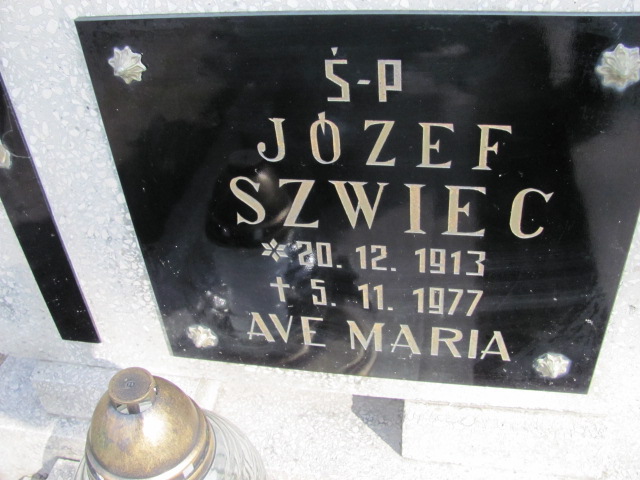 Ś-P
JÓZEF
SZWIEC
* 20. 12. 1913
† 5. 11. 1977
AVE MARIA